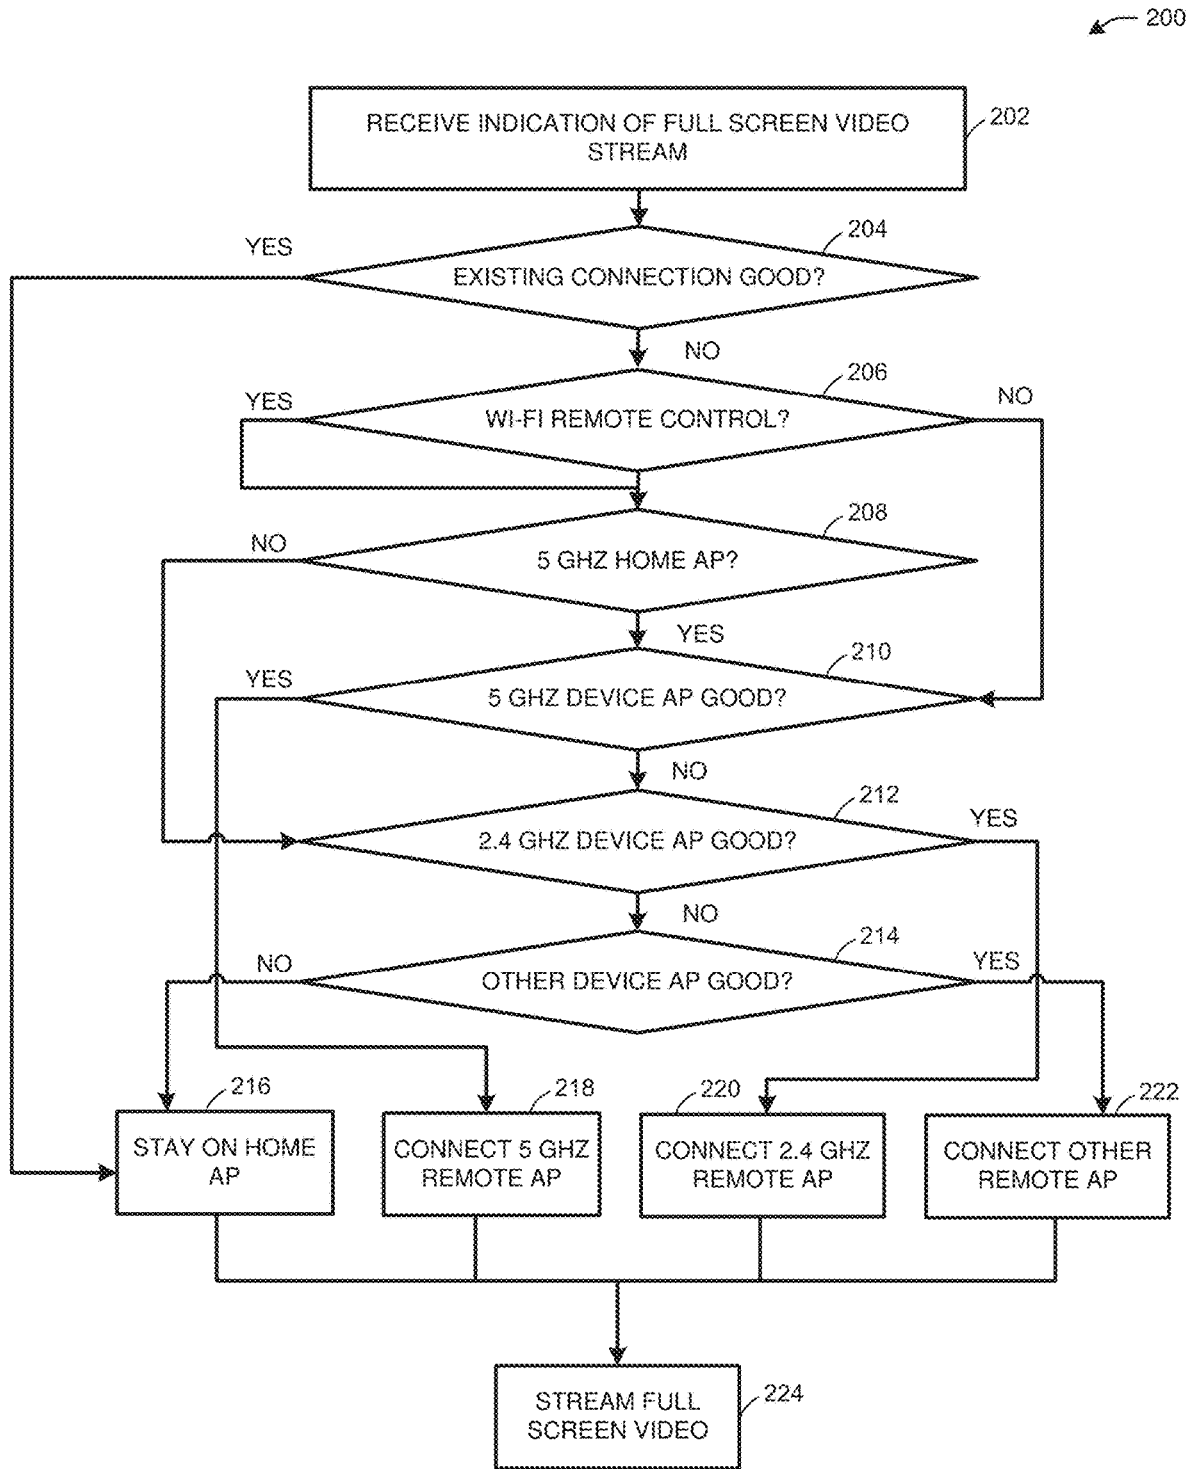 200
RECEIVE INDICATION OF FULL SCREEN VIDEO
STREAM
202
204
YES
EXISTING CONNECTION GOOD?
NO
206
YES
NO
WI-FI REMOTE CONTROL?
208
NO
5 GHZ HOME AP?
YES
210
YES
5 GHZ DEVICE AP GOOD?
NO
212
YES
2.4 GHZ DEVICE AP GOOD?
NO
214
NO
YES
OTHER DEVICE AP GOOD?
216
218
220
222
STAY ON HOME
AP
CONNECT 5 GHZ
REMOTE AP
CONNECT 2.4 GHZ
REMOTE AP
CONNECT OTHER
REMOTE AP
STREAM FULL
SCREEN VIDEO
224